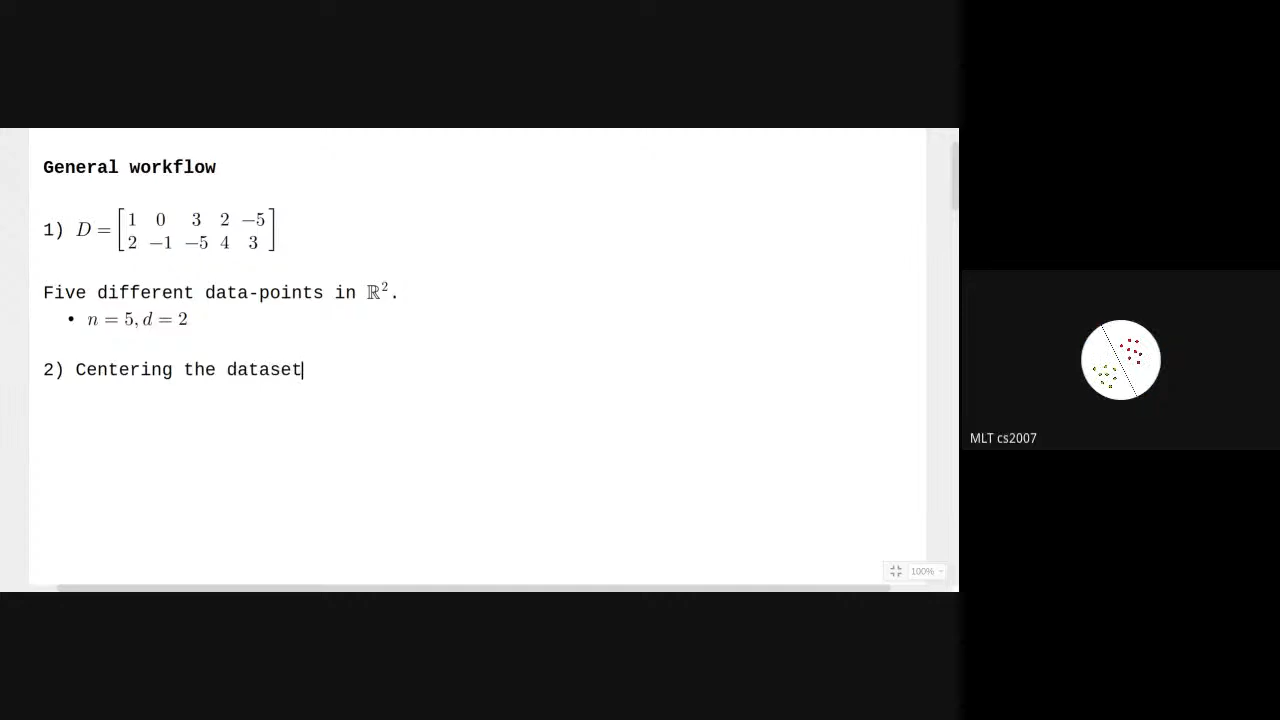 General workflow
1) D = [1 0 3 2 −5
2 −1 −5 4 3]
Five different data-points in ℝ².
• n = 5, d = 2
2) Centering the dataset
MLT cs2007
100%